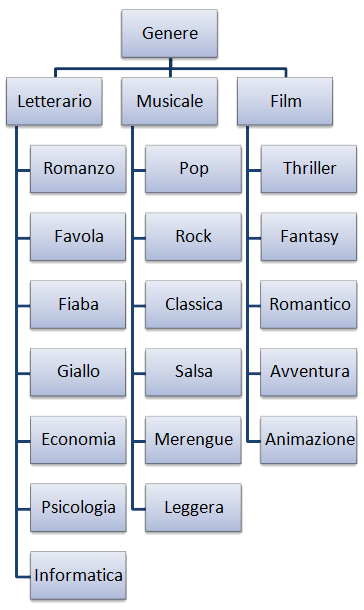 Genere
Letterario
Romanzo
Favola
Fiaba
Giallo
Economia
Psicologia
Informatica
Musicale
Pop
Rock
Classica
Salsa
Merengue
Leggera
Film
Thriller
Fantasy
Romantico
Avventura
Animazione